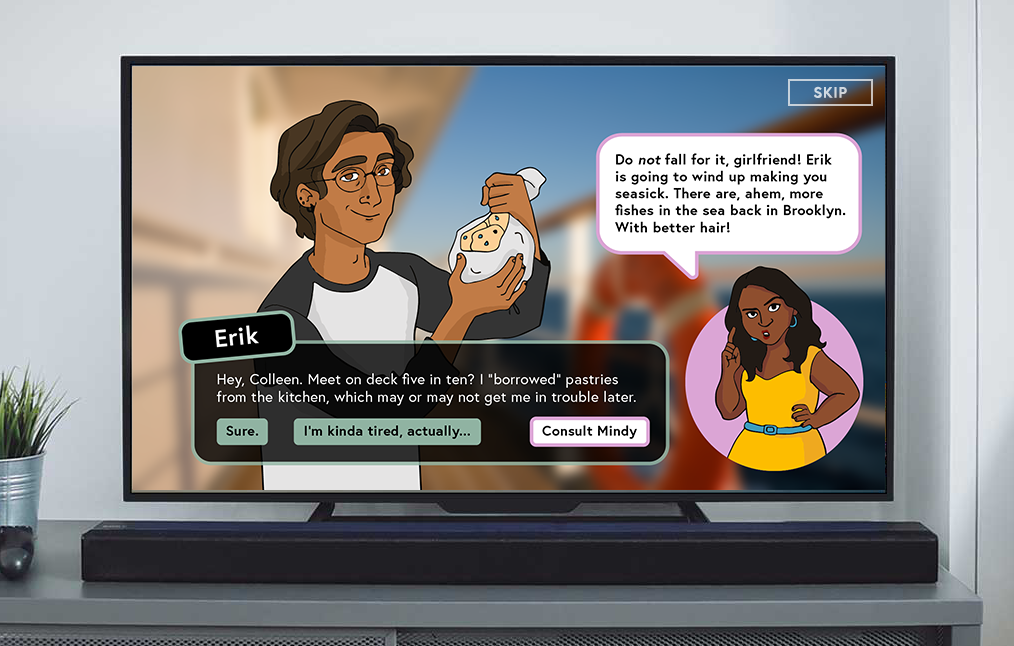 SKIP
Do not fall for it, girlfriend! Erik
is going to wind up making you
seasick. There are, ahem, more
fishes in the sea back in Brooklyn.
With better hair!
Erik
Hey, Colleen. Meet on deck five in ten? I "borrowed" pastries
from the kitchen, which may or may not get me in trouble later.
Sure.
I'm kinda tired, actually...
Consult Mindy